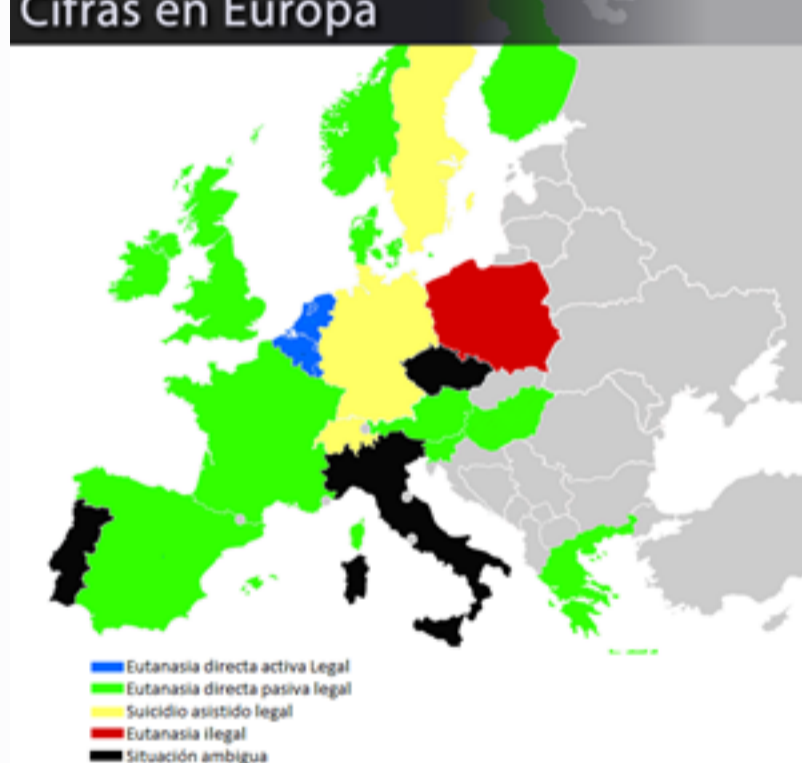 Cifras en Europa
Eutanasia directa activa Legal
Eutanasia directa pasiva legal
Suicidio asistido legal
Eutanasia ilegal
Situación ambigua